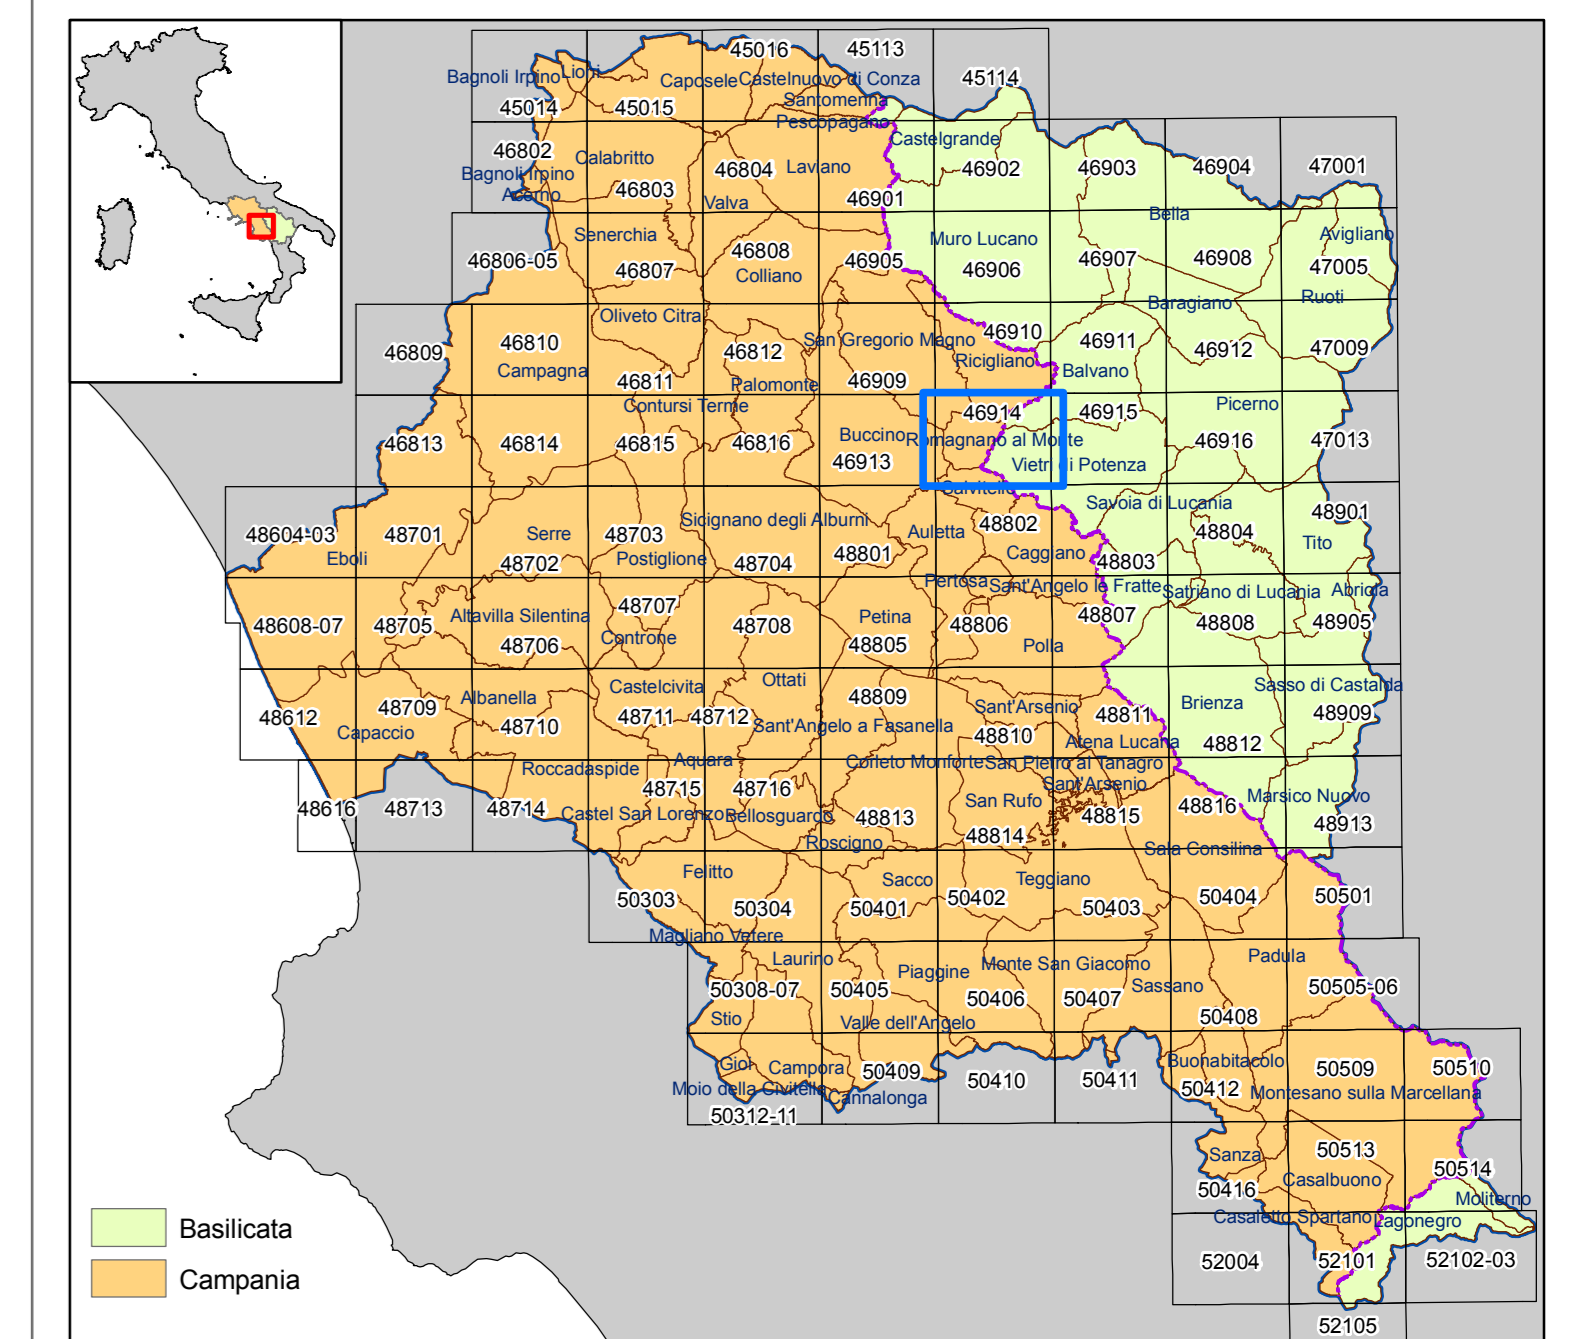 45016
45113
Bagnoli Irpino
Lioni
Caposele
Castelnuovo di Conza
45114
45014
45015
Santomenna
Pescopagano
Castelgrande
46802
Calabritto
46804
Laviano
46902
46903
46904
47001
Bagnoli Irpino
Acerno
46803
Valva
46901
Bella
Senerchia
Muro Lucano
Avigliano
46806-05
46807
46808
Colliano
46905
46906
46907
46908
47005
Ruoti
Baragiano
Oliveto Citra
46809
46810
Campagna
46812
San Gregorio Magno
46910
Ricigliano
46911
46912
47009
Balvano
46811
Palomonte
46909
Contursi Terme
46914
46915
Picerno
46813
46814
46815
46816
Buccino
46913
Romagnano al Monte
46916
47013
Vietri di Potenza
Salvitelle
Savoia di Lucania
48604-03
Eboli
48701
Serre
48702
48703
Postiglione
Sicignano degli Alburni
48704
48801
Auletta
48802
Caggiano
48803
48804
48901
Tito
Pertosa
Sant'Angelo le Fratte
Satriano di Lucania
Abriola
48608-07
48705
Altavilla Silentina
48706
48707
Controne
48708
Petina
48805
48806
Polla
48807
48808
48905
48612
48709
Capaccio
Albanella
48710
Castelcivita
48711
48712
Ottati
Sant'Angelo a Fasanella
48809
Sant'Arsenio
48810
48811
Atena Lucana
Brienza
48812
Sasso di Castalda
48909
Roccadaspide
Aquara
Corleto Monforte
San Pietro al Tanagro
Sant'Arsenio
48616
48713
48714
48715
Castel San Lorenzo
48716
Bellosguardo
48813
Roscigno
San Rufo
48814
48815
48816
Marsico Nuovo
48913
Sala Consilina
Felitto
50303
50304
Sacco
50401
50402
Teggiano
50403
50404
50501
Magliano Vetere
Laurino
50308-07
Stio
50405
Piaggine
Valle dell'Angelo
Monte San Giacomo
50406
50407
Sassano
50408
Padula
50505-06
Gioi
Campora
Moio della Civitella
Cannalonga
50409
50410
50411
50412
Buonabitacolo
50509
50510
Montesano sulla Marcellana
50312-11
Sanza
50416
50513
Casalbuono
50514
Moliterno
Casaletto Spartano
Lagonegro
52004
52101
52102-03
52105
Basilicata
Campania